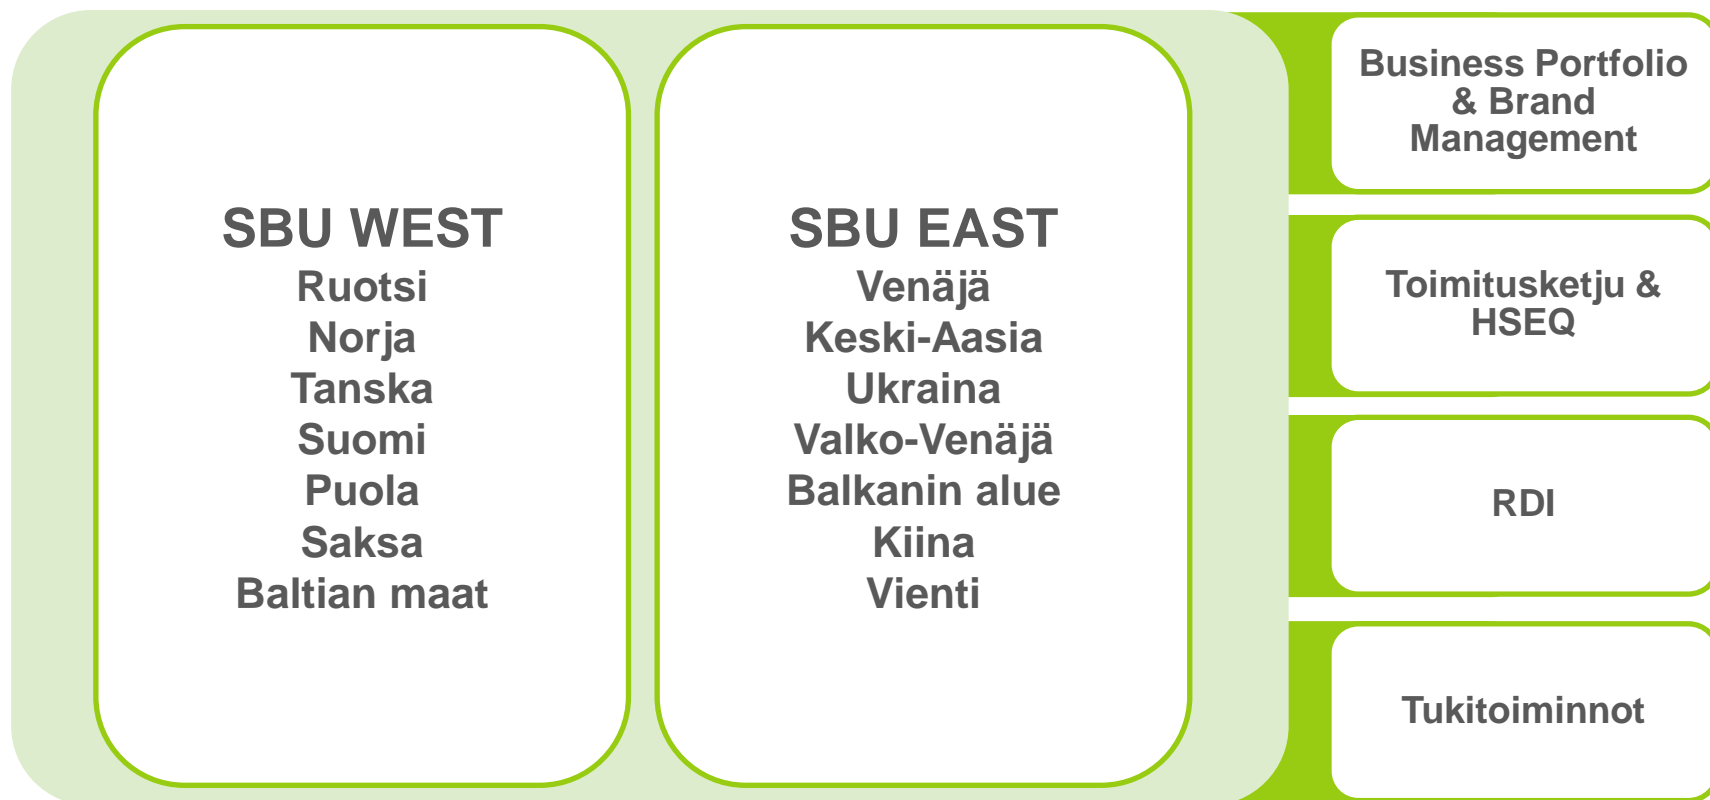 SBU WEST
Ruotsi
Norja
Tanska
Suomi
Puola
Saksa
Baltian maat
SBU EAST
Venäjä
Keski-Aasia
Ukraina
Valko-Venäjä
Balkanin alue
Kiina
Vienti
Business Portfolio
& Brand
Management
Toimitusketju &
HSEQ
RDI
Tukitoiminnot